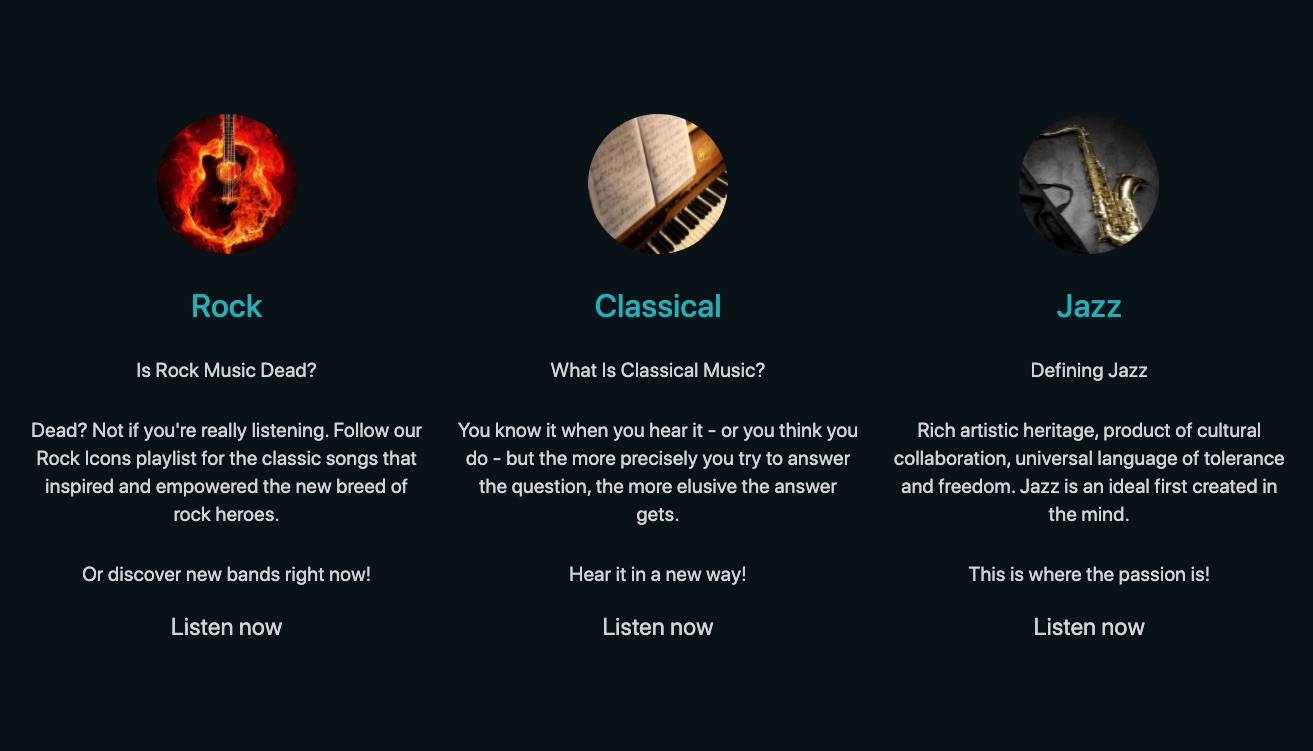 Rock
Is Rock Music Dead?
Dead? Not if you're really listening. Follow our
Rock Icons playlist for the classic songs that
inspired and empowered the new breed of
rock heroes.
Or discover new bands right now!
Listen now
Classical
What Is Classical Music?
You know it when you hear it - or you think you
do - but the more precisely you try to answer
the question, the more elusive the answer
gets.
Hear it in a new way!
Listen now
Jazz
Defining Jazz
Rich artistic heritage, product of cultural
collaboration, universal language of tolerance
and freedom. Jazz is an ideal first created in
the mind.
This is where the passion is!
Listen now